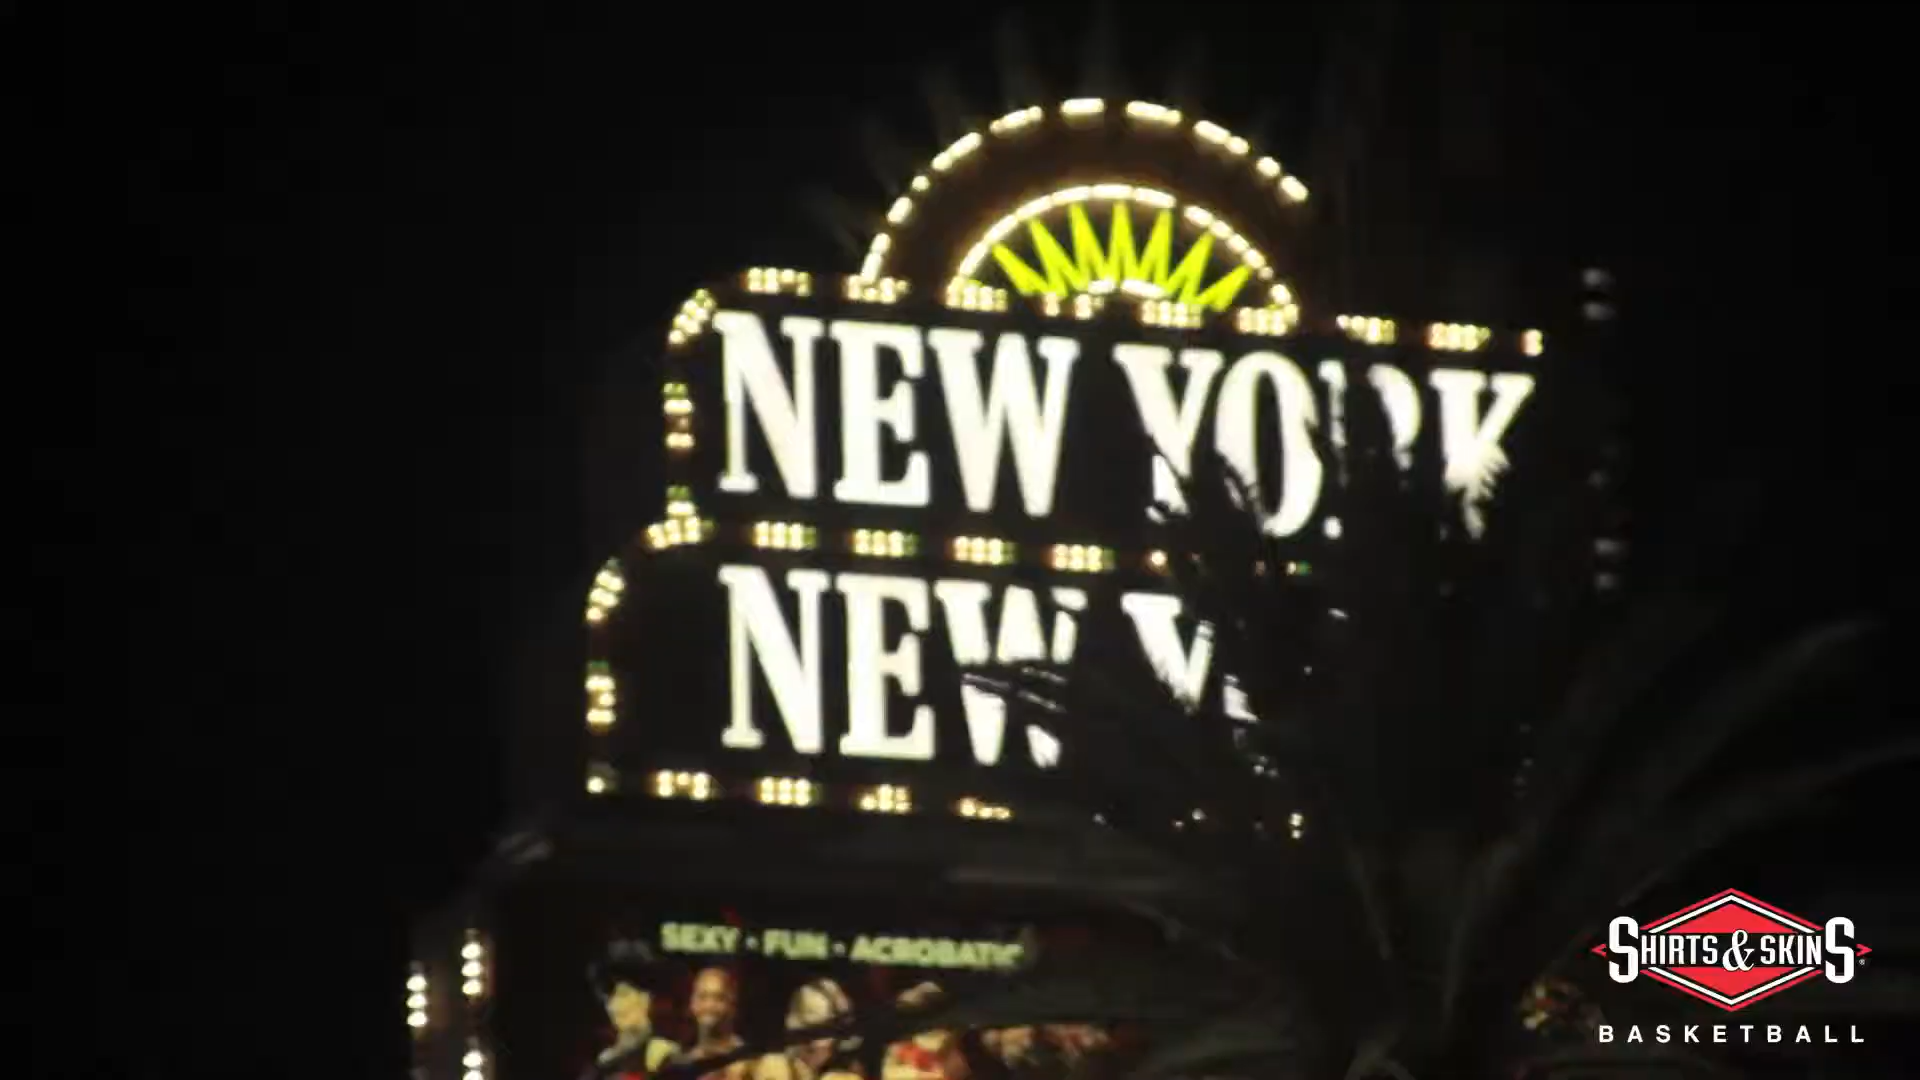 NEW YORK
NEW Y
SEXY · FUN · ACROBATIC
SHIRTS & SKINS®
BASKETBALL